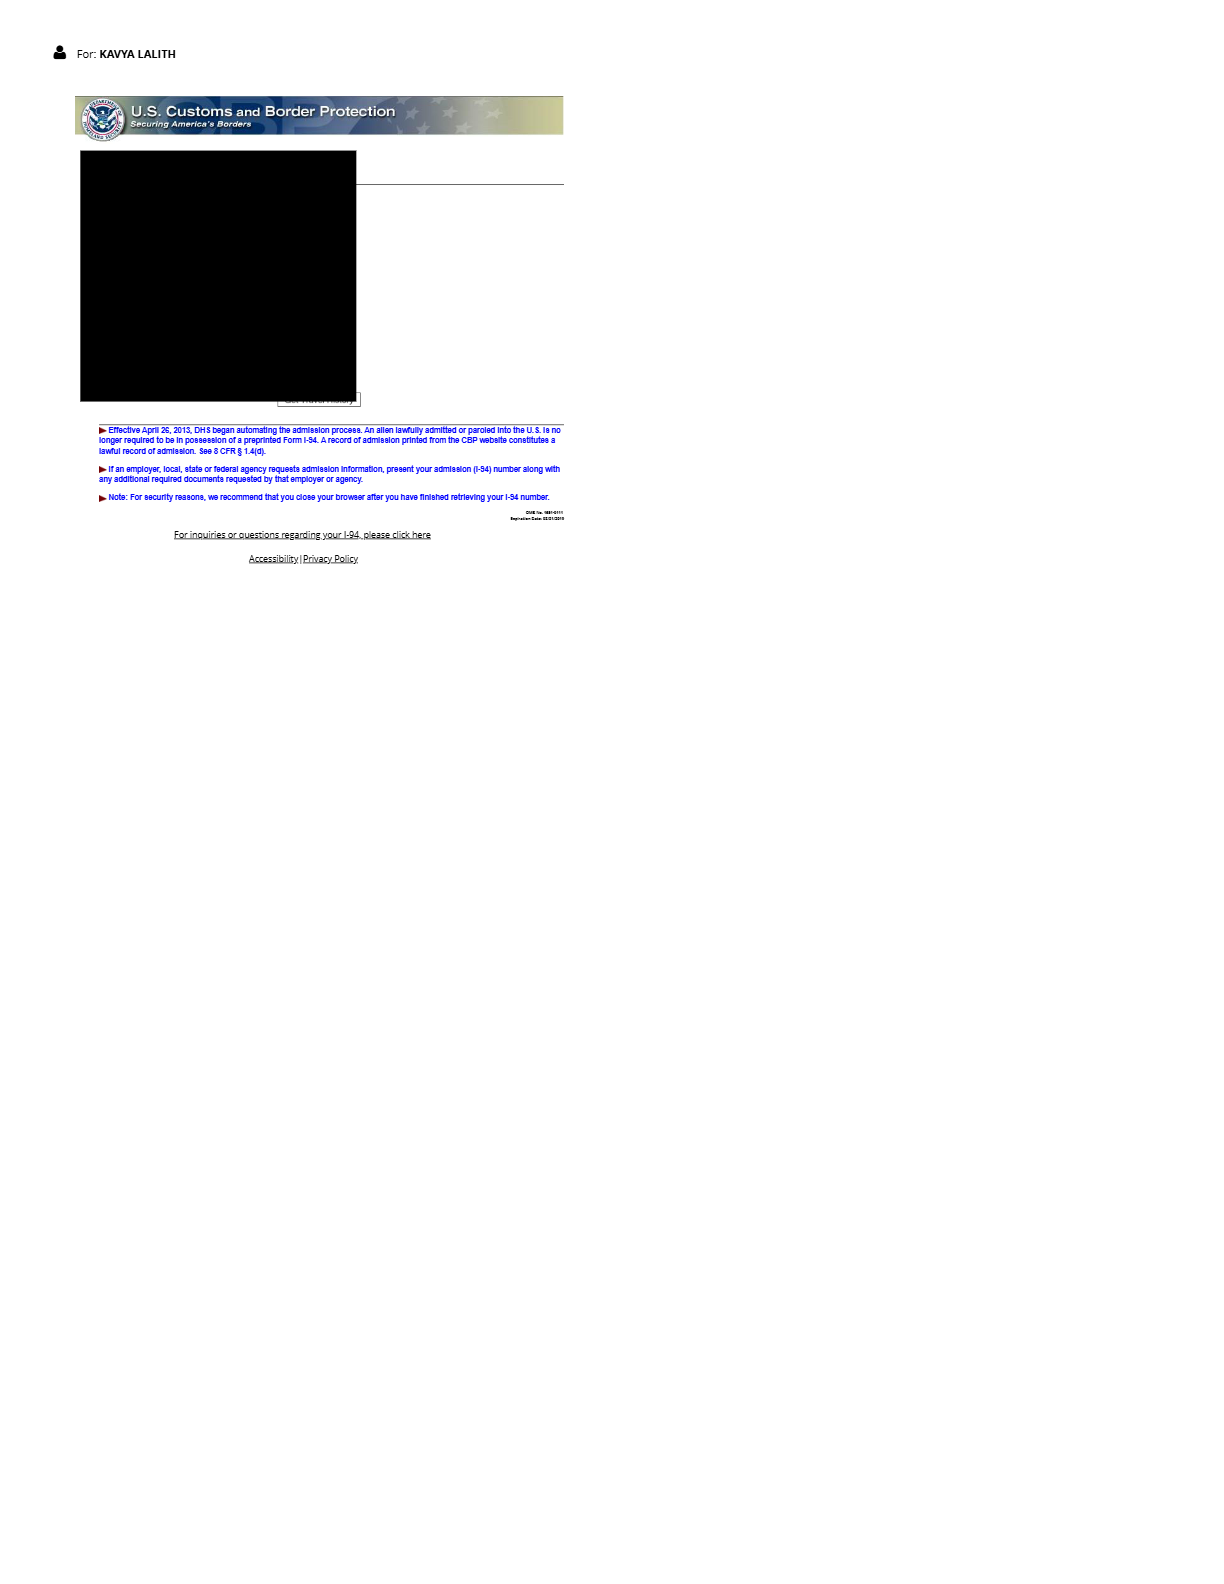 For: KAVYA LALITH
U.S. Customs and Border Protection
Securing America's Borders
► Effective April 26, 2013, DHS began automating the admission process. An alien lawfully admitted or paroled into the U.S. is no
longer required to be in possession of a preprinted Form I-94. A record of admission printed from the CBP website constitutes a
lawful record of admission. See 8 CFR § 1.4(d).
► If an employer, local, state or federal agency requests admission information, present your admission (I-94) number along with
any additional required documents requested by that employer or agency.
► Note: For security reasons, we recommend that you close your browser after you have finished retrieving your I-94 number.
OMB No. 1651-0111
Expiration Date:
For inquiries or questions regarding your I-94, please click here
Accessibility | Privacy Policy